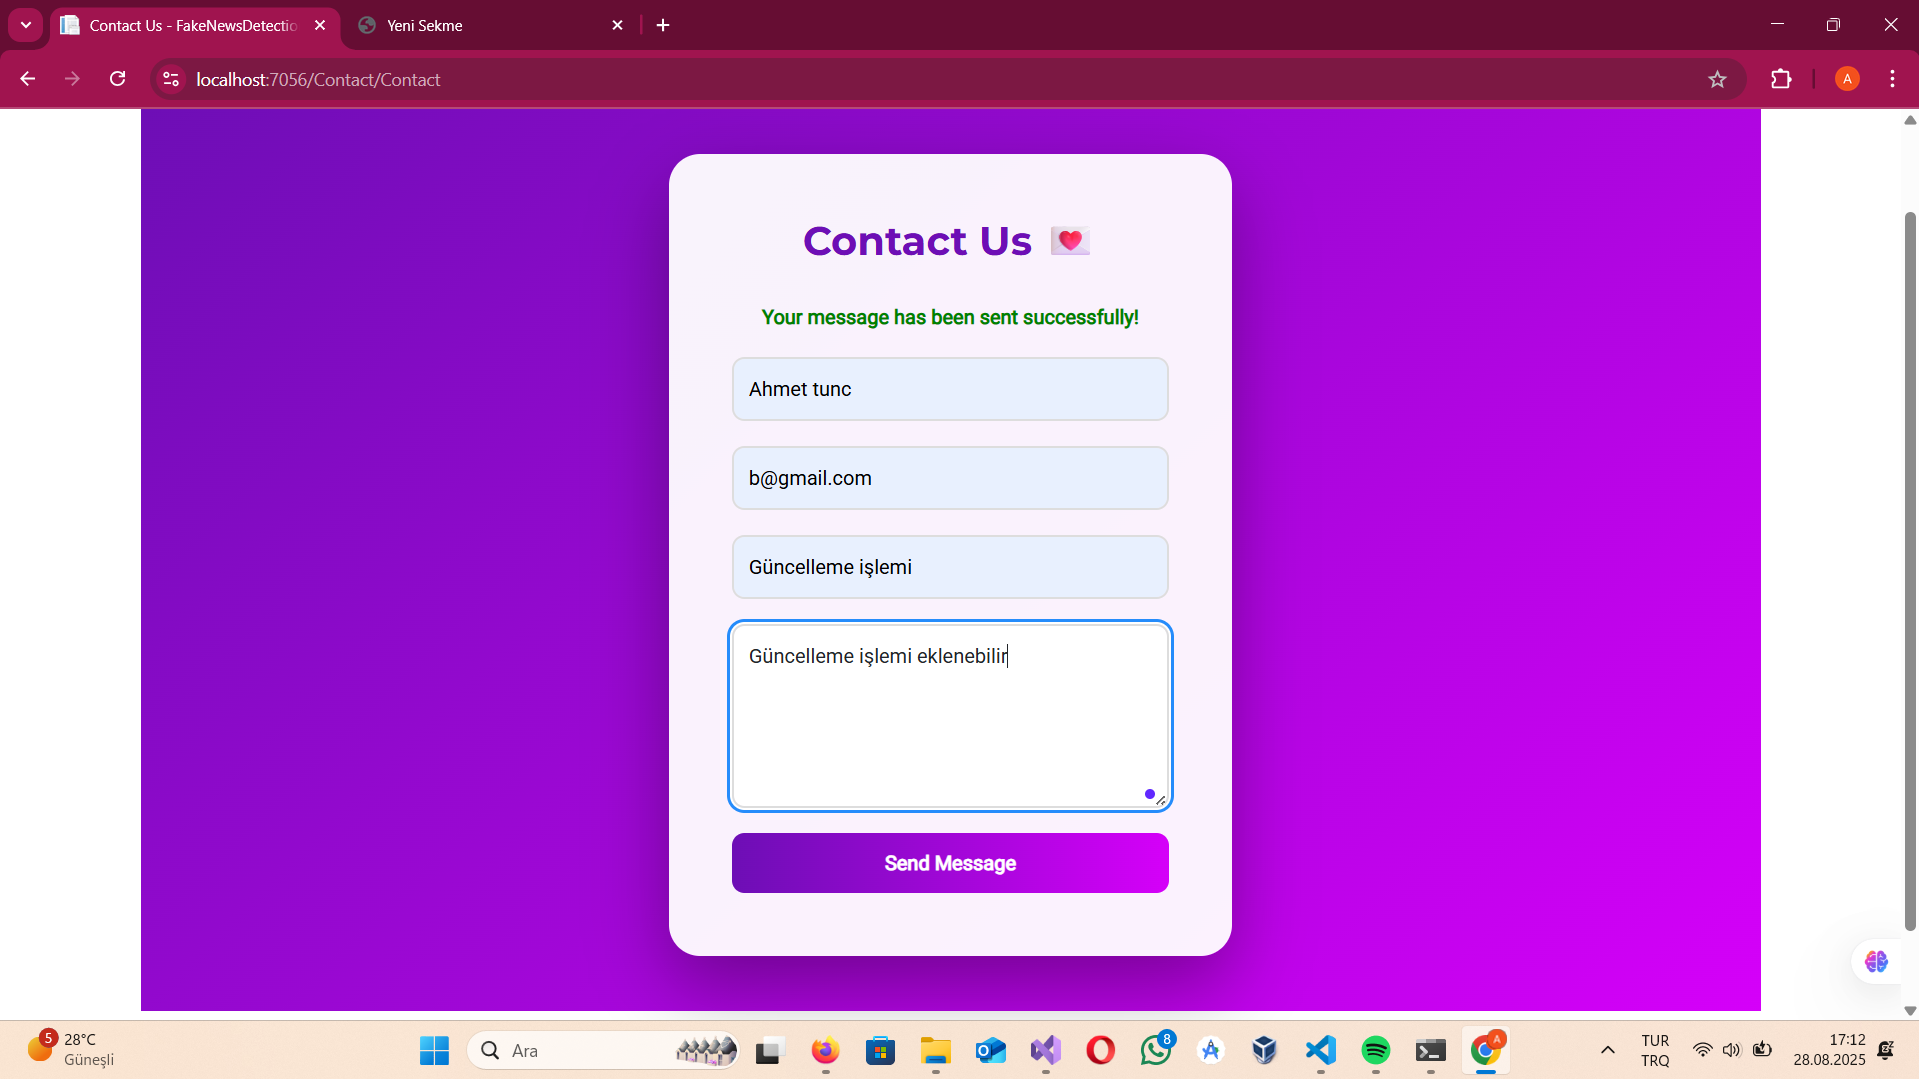 Contact Us - FakeNewsDetectio
Yeni Sekme
localhost:7056/Contact/Contact
A
Contact Us
Your message has been sent successfully!
Ahmet tunc
b@gmail.com
Güncelleme işlemi
Güncelleme işlemi eklenebilir
Send Message
5
28°C
Güneşli
Ara
8
A
TUR
TRQ
17:12
28.08.2025